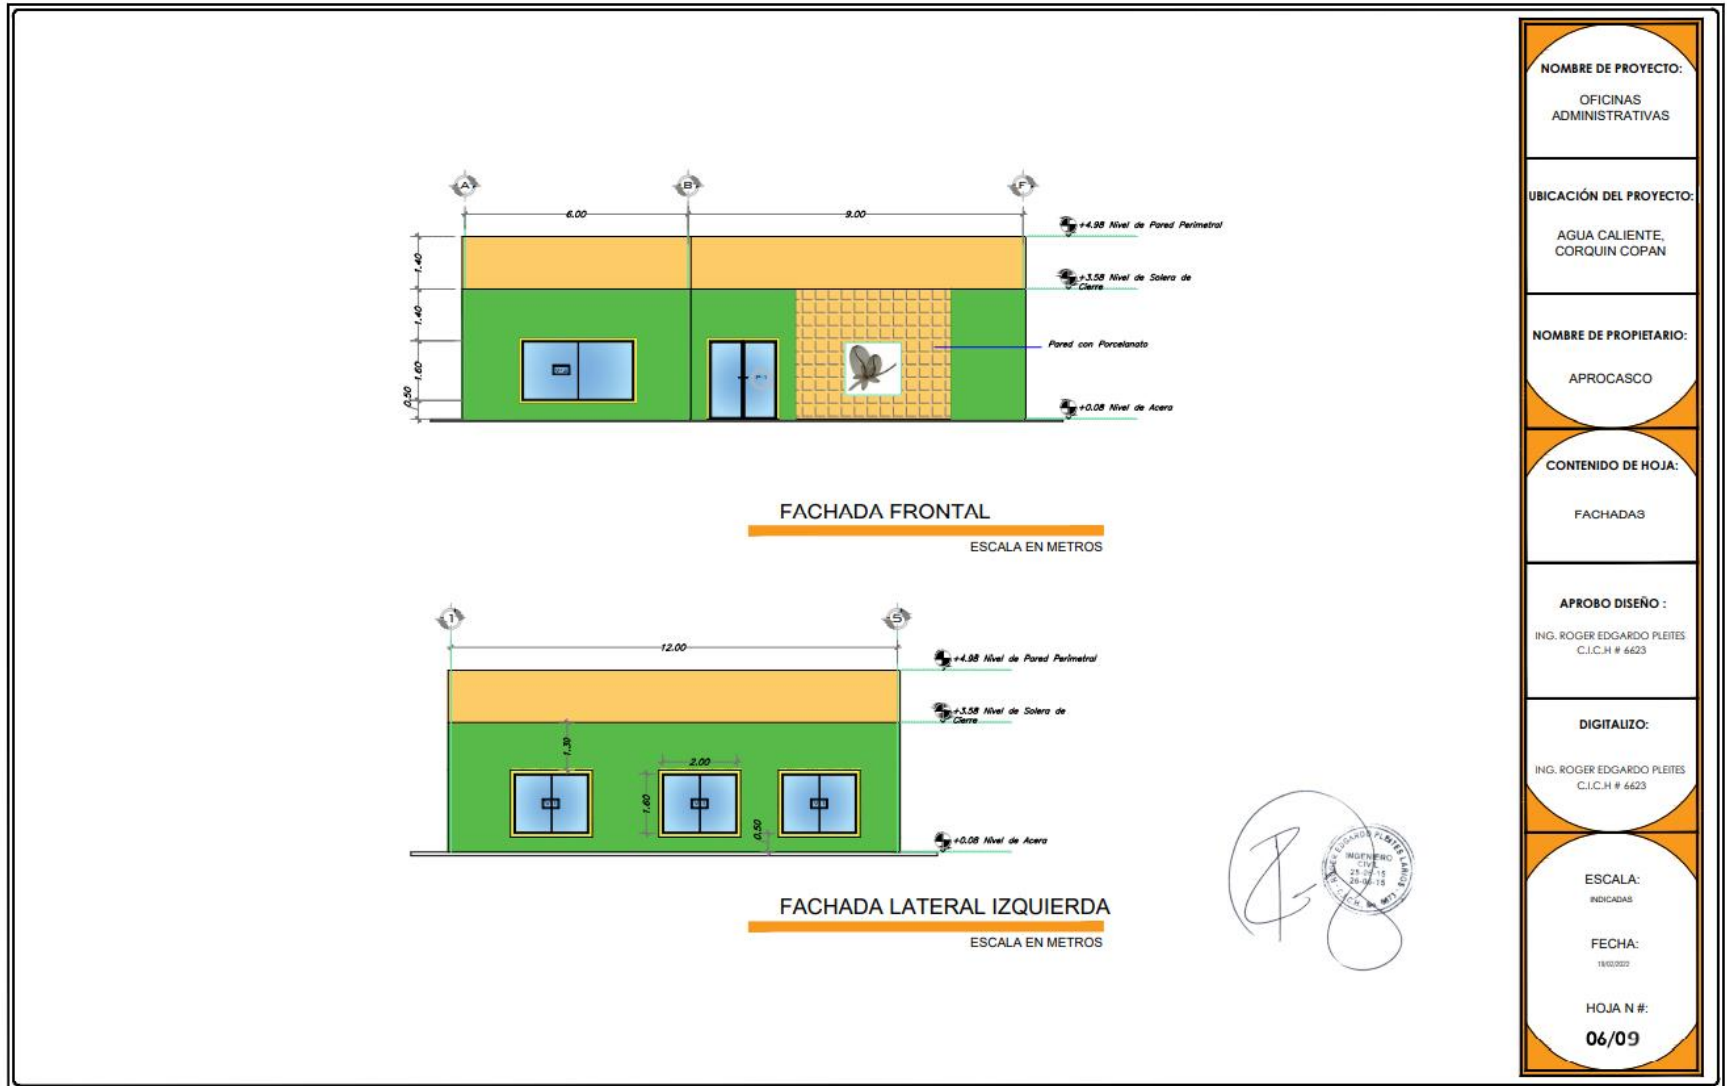 A
B
F
6.00
9.00
+4.98 Nivel de Pared Perimetral
+3.58 Nivel de Solera de
Cierre
1.40
1.40
1.60
0.50
Pared con Porcelanato
+0.08 Nivel de Acera
FACHADA FRONTAL
ESCALA EN METROS
1
5
12.00
+4.98 Nivel de Pared Perimetral
+3.58 Nivel de Solera de
Cierre
1.30
2.00
1.60
0.50
+0.08 Nivel de Acera
FACHADA LATERAL IZQUIERDA
ESCALA EN METROS
ROGER EDGARDO PLEITES LARIOS
INGENIERO
CIVIL
NOMBRE DE PROYECTO:
OFICINAS
ADMINISTRATIVAS
UBICACIÓN DEL PROYECTO:
AGUA CALIENTE,
CORQUIN COPAN
NOMBRE DE PROPIETARIO:
APROCASCO
CONTENIDO DE HOJA:
FACHADAS
APROBO DISEÑO :
ING. ROGER EDGARDO PLEITES
C.I.C.H # 6623
DIGITALIZO:
ING. ROGER EDGARDO PLEITES
C.I.C.H # 6623
ESCALA:
INDICADAS
FECHA:
HOJA N #:
06/09